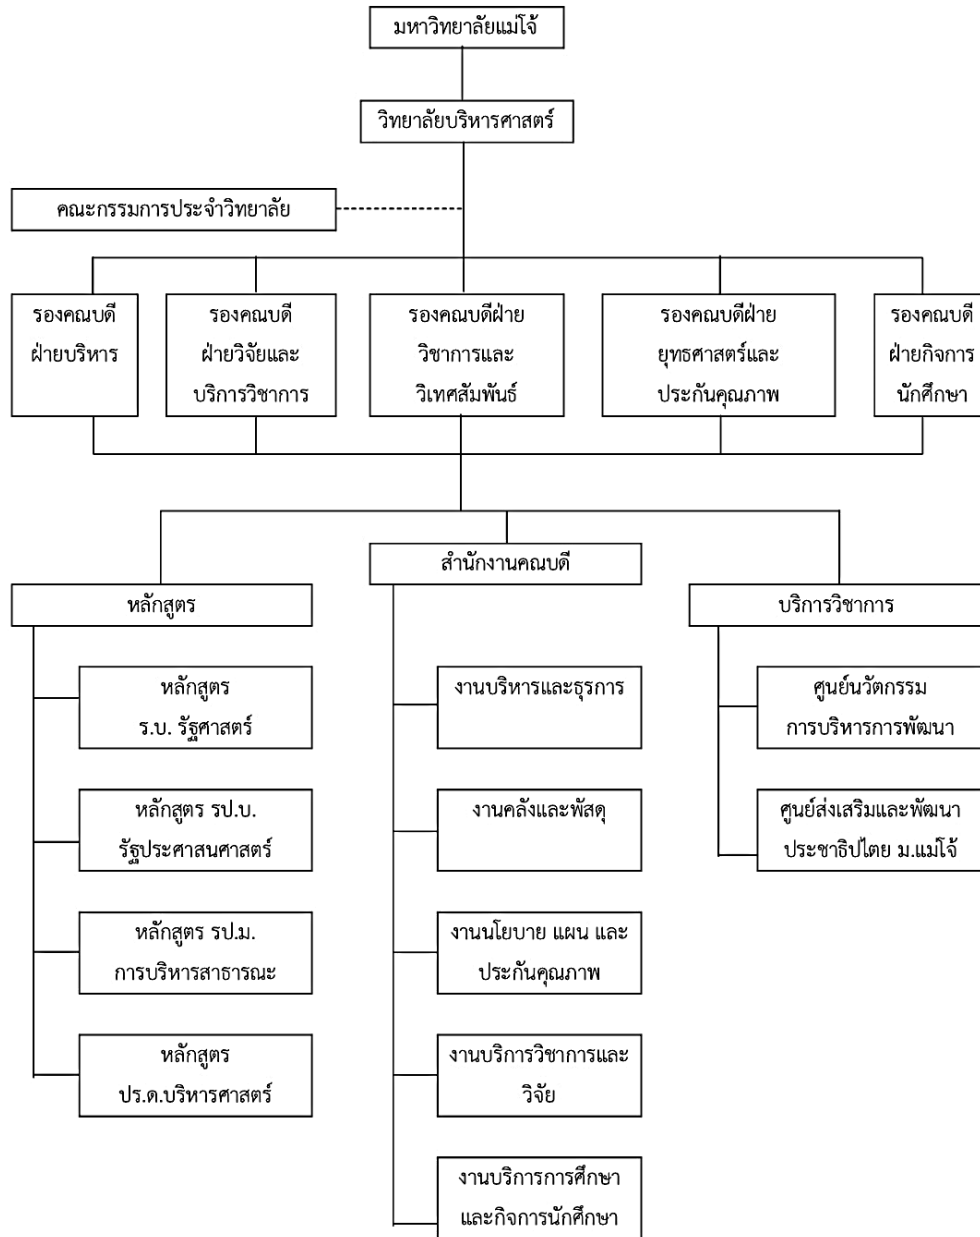 มหาวิทยาลัยแม่โจ้
วิทยาลัยบริหารศาสตร์
คณะกรรมการประจำวิทยาลัย
รองคณบดี
ฝ่ายบริหาร
รองคณบดี
ฝ่ายวิจัยและ
บริการวิชาการ
รองคณบดีฝ่าย
วิชาการและ
วิเทศสัมพันธ์
รองคณบดีฝ่าย
ยุทธศาสตร์และ
ประกันคุณภาพ
รองคณบดี
ฝ่ายกิจการ
นักศึกษา
หลักสูตร
หลักสูตร
ร.บ. รัฐศาสตร์
หลักสูตร รป.บ.
รัฐประศาสนศาสตร์
หลักสูตร รป.ม.
การบริหารสาธารณะ
หลักสูตร
ปร.ด.บริหารศาสตร์
สำนักงานคณบดี
งานบริหารและธุรการ
งานคลังและพัสดุ
งานนโยบาย แผน และ
ประกันคุณภาพ
งานบริการวิชาการและ
วิจัย
งานบริการการศึกษา
และกิจการนักศึกษา
บริการวิชาการ
ศูนย์นวัตกรรม
การบริหารการพัฒนา
ศูนย์ส่งเสริมและพัฒนา
ประชาธิปไตย ม.แม่โจ้